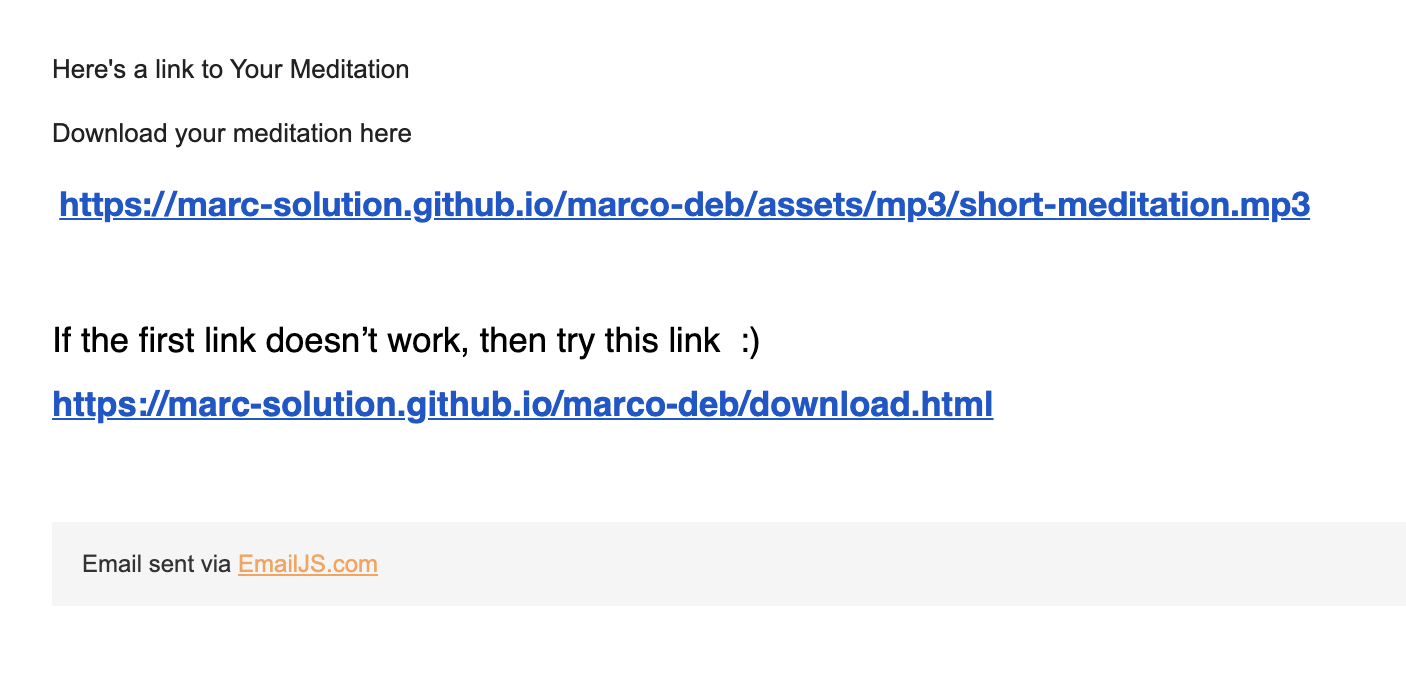 Here's a link to Your Meditation
Download your meditation here
https://marc-solution.github.io/marco-deb/assets/mp3/short-meditation.mp3
If the first link doesn’t work, then try this link  :)
https://marc-solution.github.io/marco-deb/download.html
Email sent via EmailJS.com